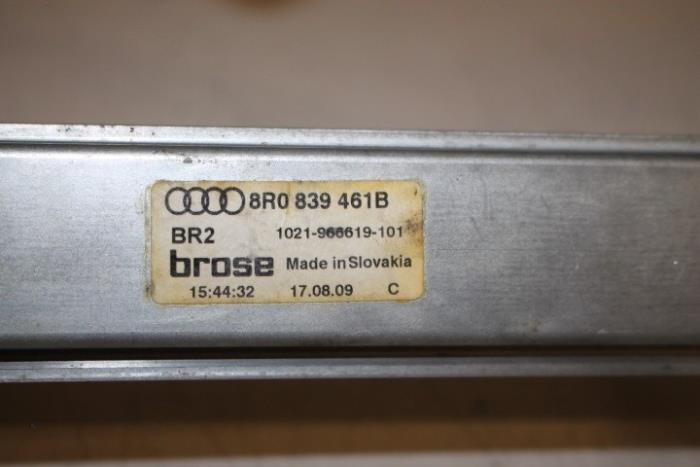 8R0 839 461B
BR2 1021-966619-101
brose Made in Slovakia
15:44:32 17.08.09 C